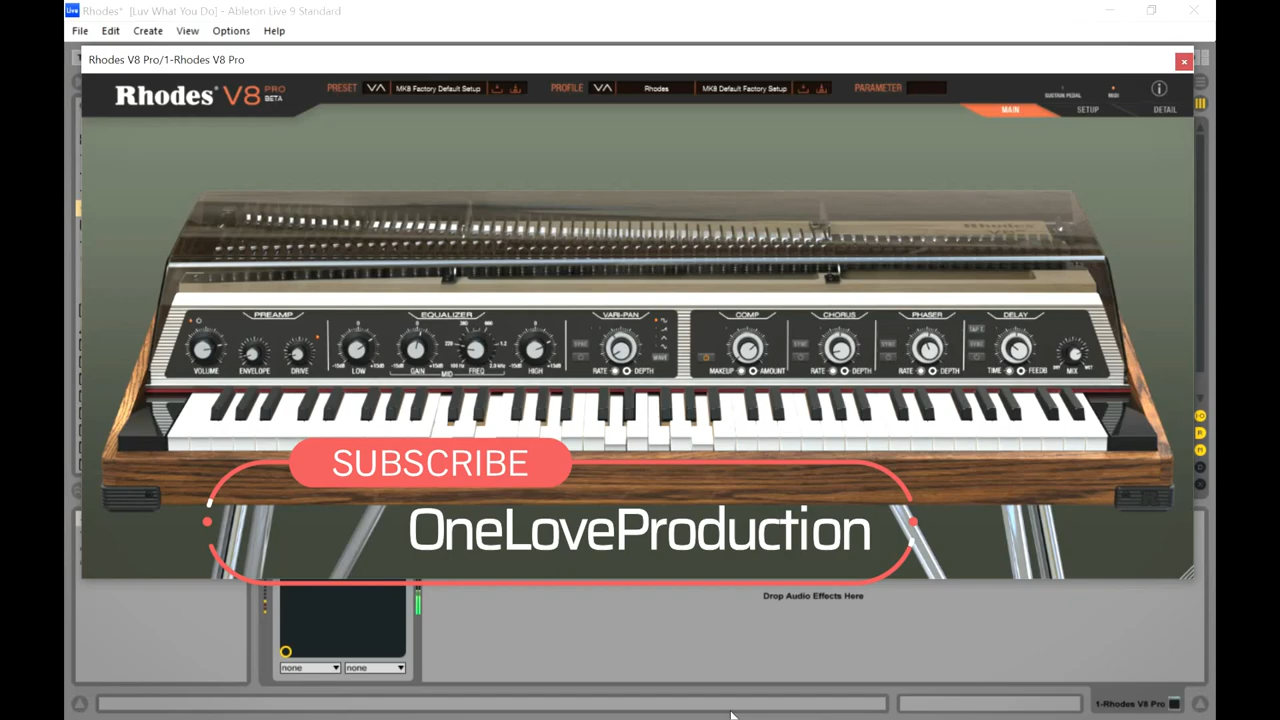 Live Rhodes* [Luv What You Do] - Ableton Live 9 Standard
File Edit Create View Options Help
Rhodes V8 Pro/1-Rhodes V8 Pro
Rhodes® V8 PRO BETA
PRESET MK8 Factory Default Setup PROFILE Rhodes MK8 Default Factory Setup PARAMETER
SUSTAIN PEDAL MIDI
MAIN SETUP DETAIL
PREAMP EQUALIZER VARI-PAN COMP CHORUS PHASER DELAY
VOLUME ENVELOPE DRIVE LOW GAIN MID FREQ HIGH RATE DEPTH MAKEUP AMOUNT RATE DEPTH RATE DEPTH TIME FEEDB MIX
SUBSCRIBE
OneLoveProduction
Drop Audio Effects Here
none none
1-Rhodes V8 Pro